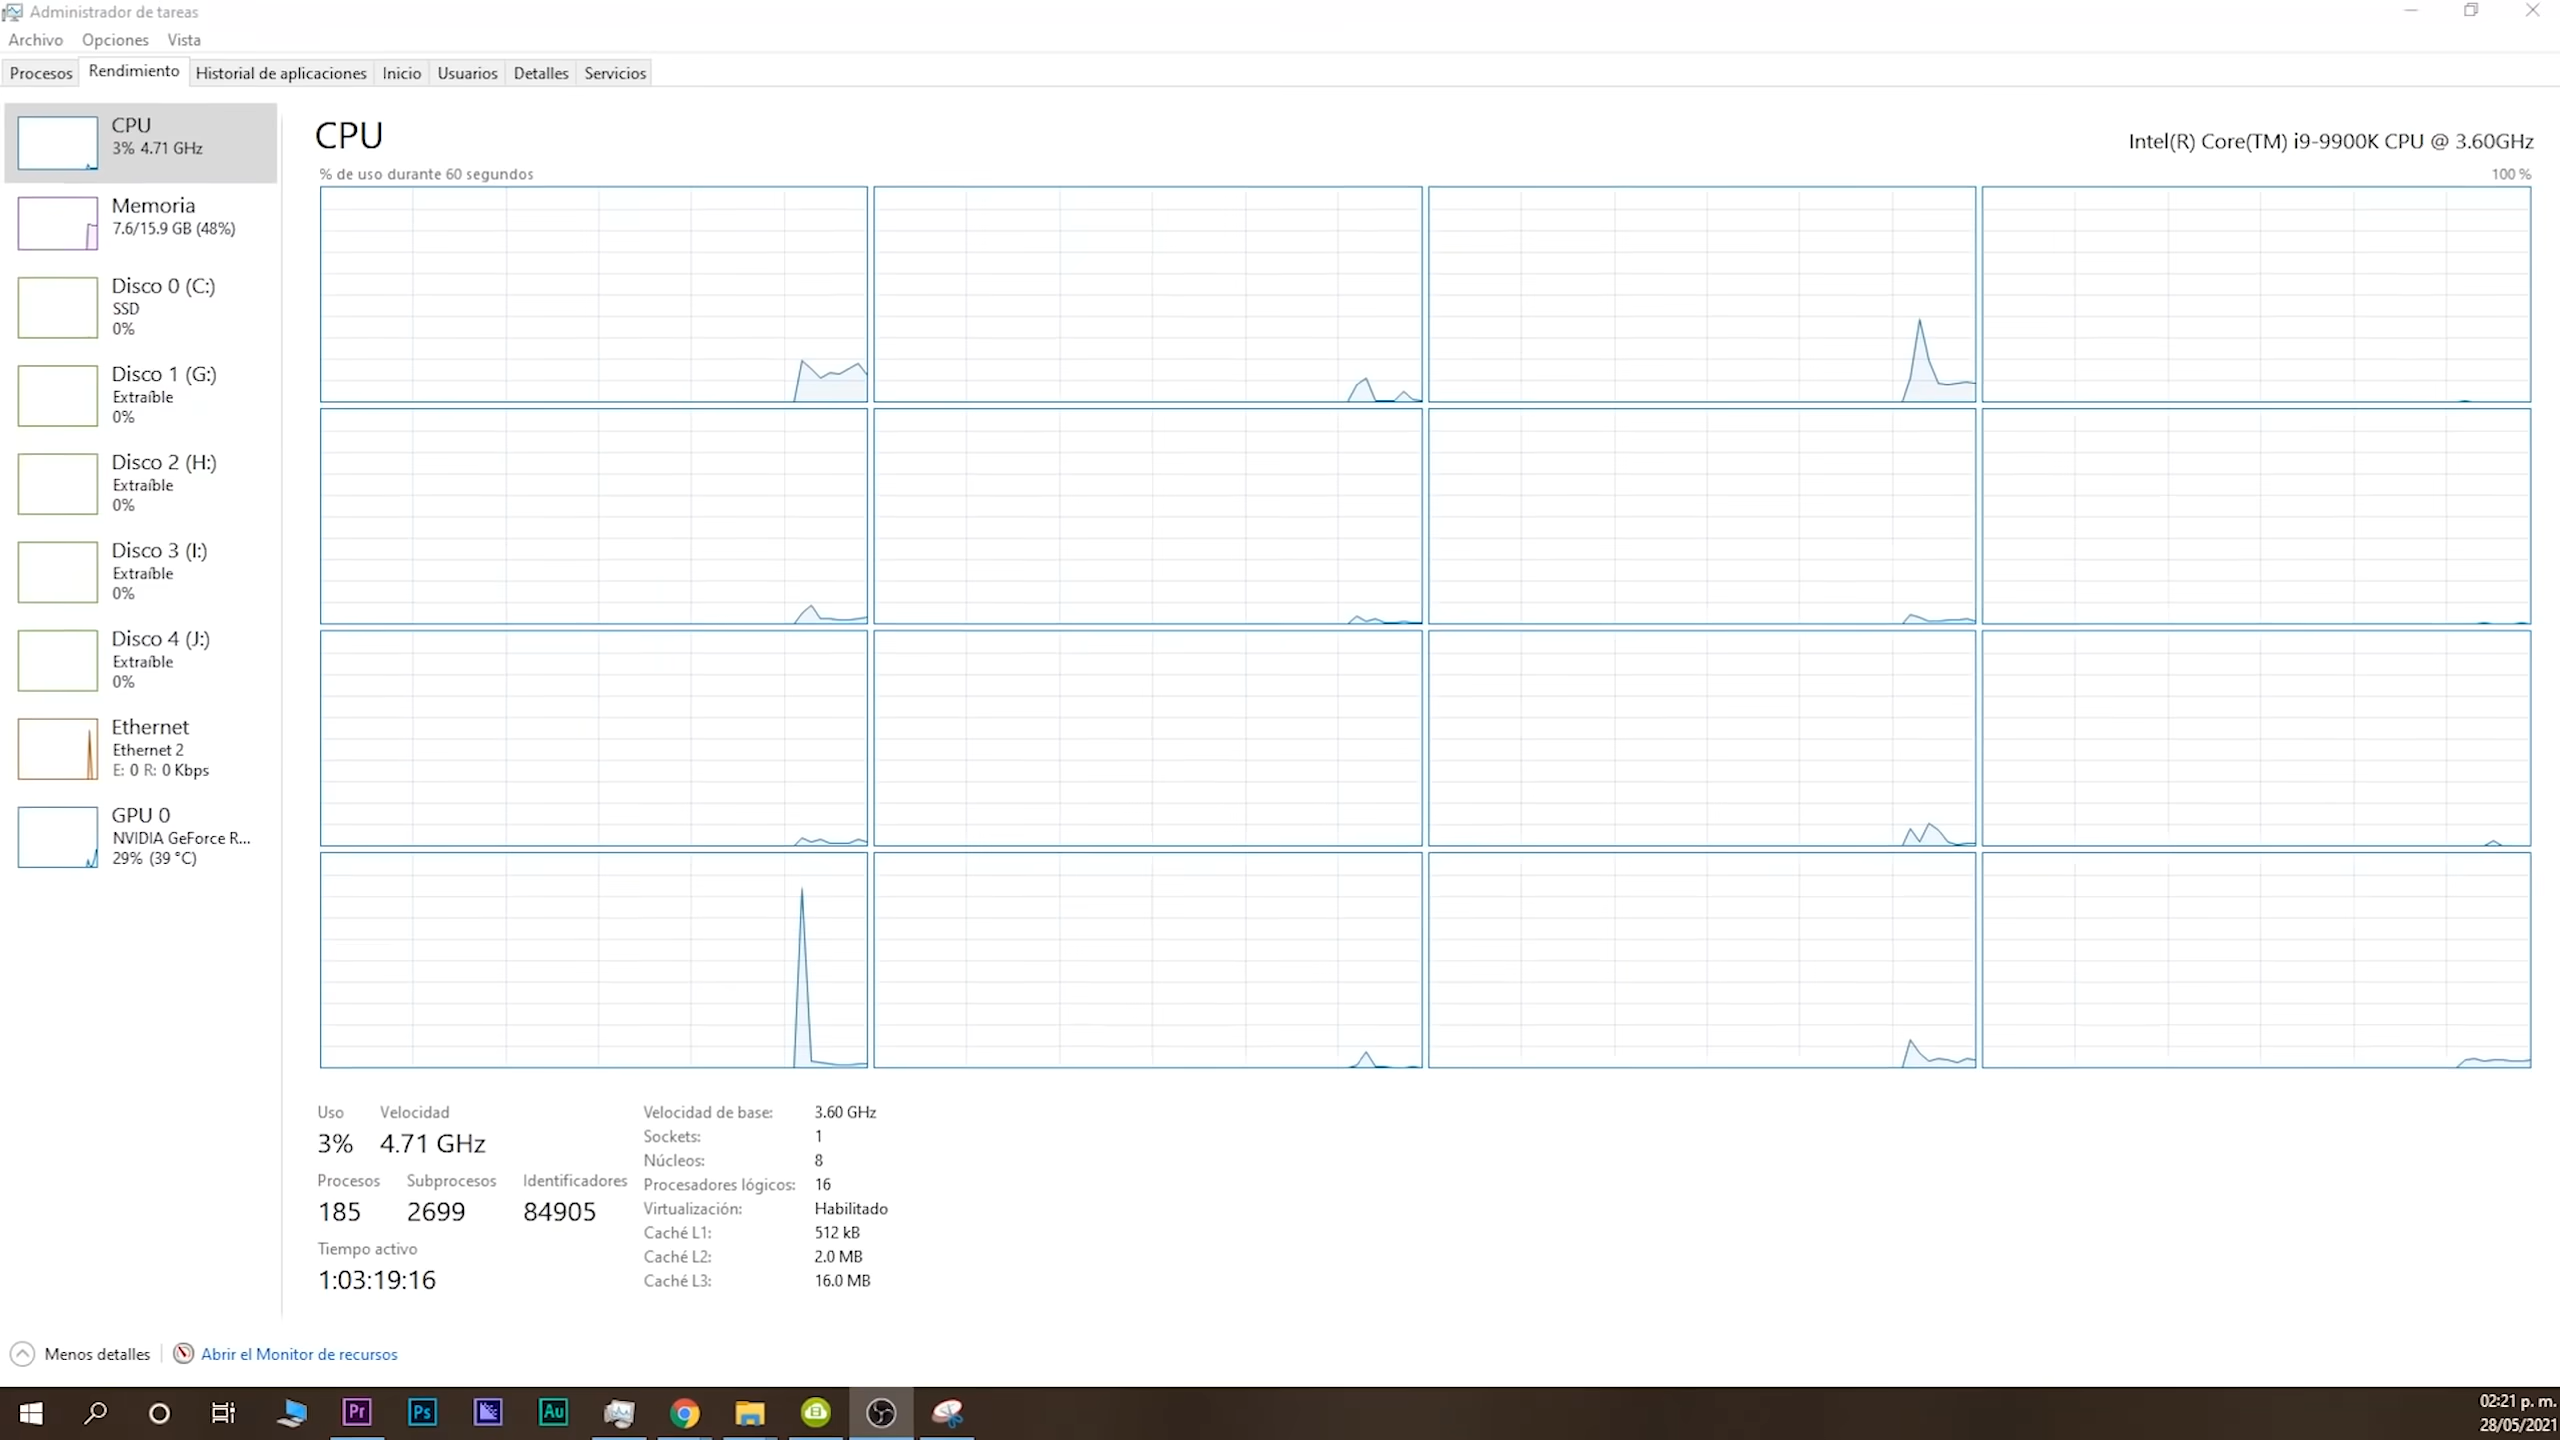 Administrador de tareas
Archivo Opciones Vista
Procesos Rendimiento Historial de aplicaciones Inicio Usuarios Detalles Servicios
CPU
3% 4.71 GHz
Memoria
7.6/15.9 GB (48%)
Disco 0 (C:)
SSD
0%
Disco 1 (G:)
Extraíble
0%
Disco 2 (H:)
Extraíble
0%
Disco 3 (I:)
Extraíble
0%
Disco 4 (J:)
Extraíble
0%
Ethernet
Ethernet 2
E: 0 R: 0 Kbps
GPU 0
NVIDIA GeForce R...
29% (39 °C)
CPU
Intel(R) Core(TM) i9-9900K CPU @ 3.60GHz
% de uso durante 60 segundos
100 %
Uso Velocidad
3% 4.71 GHz
Procesos Subprocesos Identificadores
185 2699 84905
Tiempo activo
1:03:19:16
Velocidad de base: 3.60 GHz
Sockets: 1
Núcleos: 8
Procesadores lógicos: 16
Virtualización: Habilitado
Caché L1: 512 kB
Caché L2: 2.0 MB
Caché L3: 16.0 MB
Menos detalles
Abrir el Monitor de recursos
Pr Ps Au
02:21 p. m.
28/05/2021